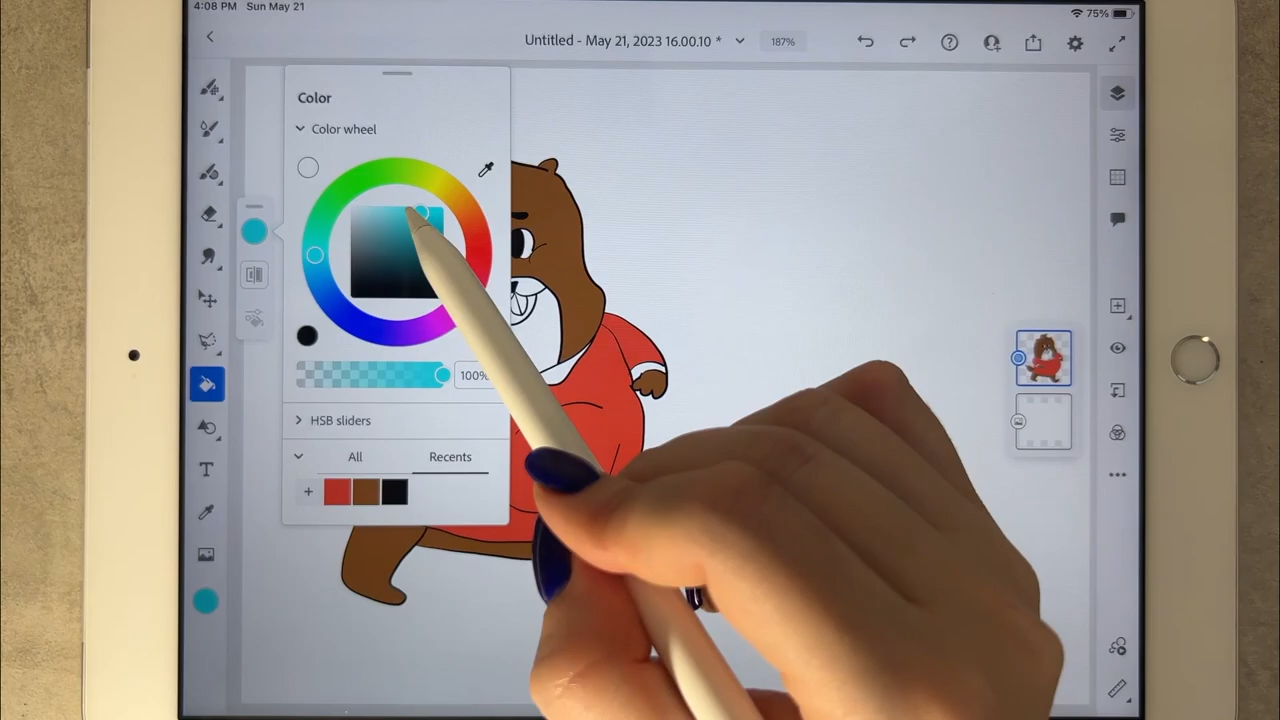 4:08 PM Sun May 21
75%
Untitled - May 21, 2023 16.00.10 *
187%
Color
Color wheel
100%
HSB sliders
All
Recents
T